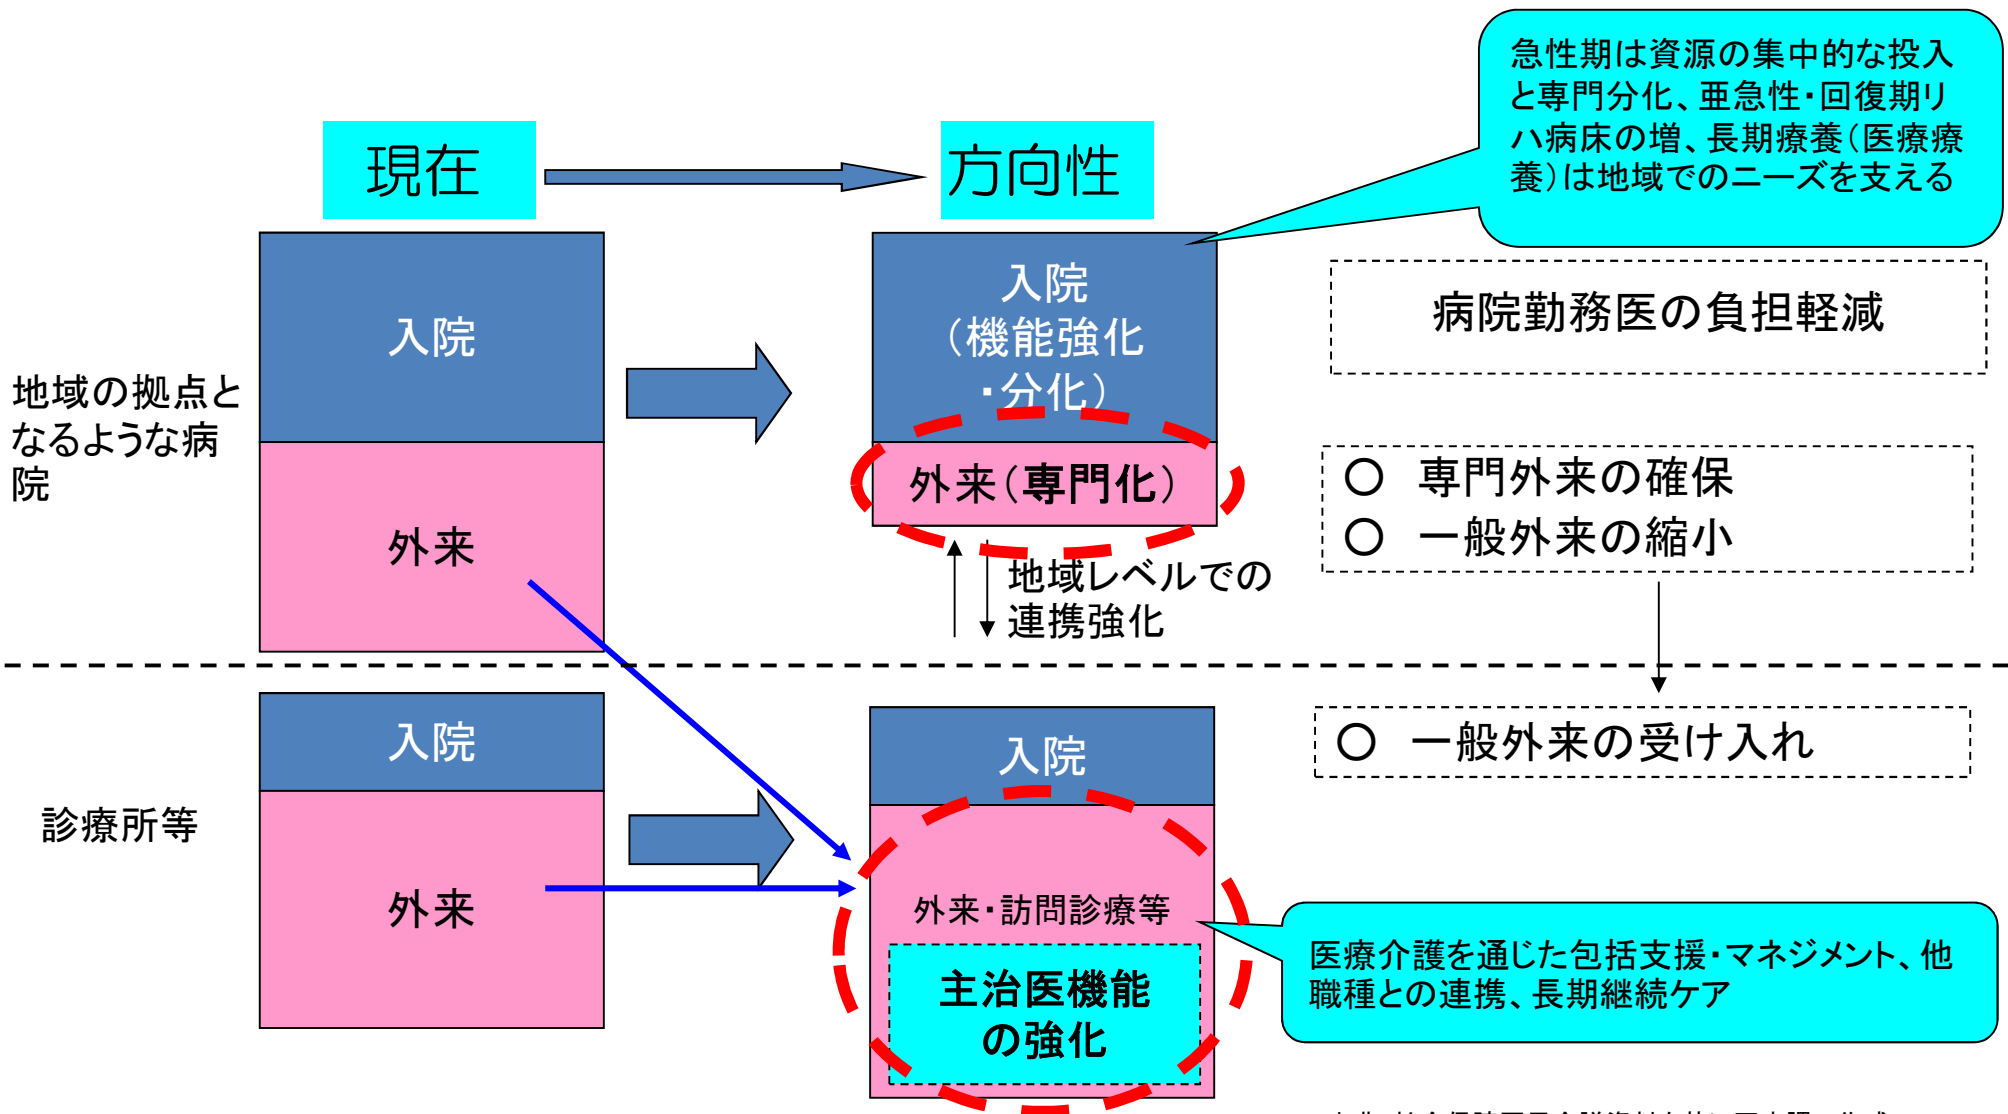 急性期は資源の集中的な投入
と専門分化、亜急性・回復期リ
ハ病床の増、長期療養（医療療
養）は地域でのニーズを支える
現在
方向性
地域の拠点と
なるような病
院
入院
外来
入院
（機能強化
・分化）
外来（専門化）
病院勤務医の負担軽減
○ 専門外来の確保
○ 一般外来の縮小
地域レベルでの
連携強化
診療所等
入院
外来
入院
外来・訪問診療等
主治医機能
の強化
○ 一般外来の受け入れ
医療介護を通じた包括支援・マネジメント、他
職種との連携、長期継続ケア